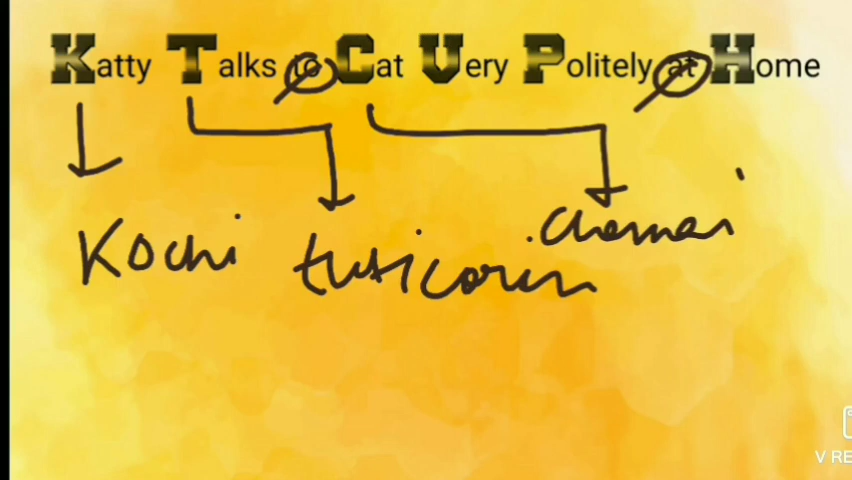 Katty Talks to Cat Very Politely at Home
Kochi tuticorin chennai
V RE